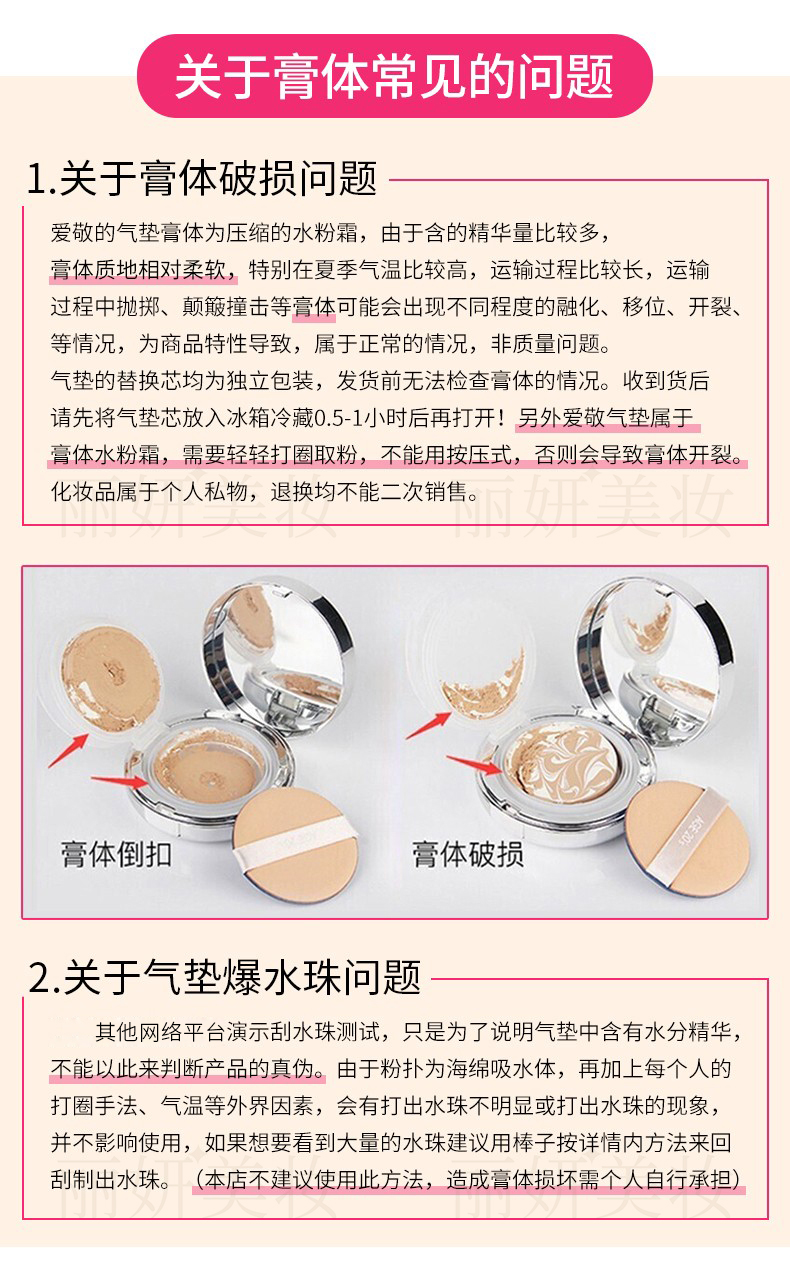 关于膏体常见的问题
1.关于膏体破损问题
爱敬的气垫膏体为压缩的水粉霜，由于含的精华量比较多，
膏体质地相对柔软，特别在夏季气温比较高，运输过程比较长，运输
过程中抛掷、颠簸撞击等膏体可能会出现不同程度的融化、移位、开裂、
等情况，为商品特性导致，属于正常的情况，非质量问题。
气垫的替换芯均为独立包装，发货前无法检查膏体的情况。收到货后
请先将气垫芯放入冰箱冷藏0.5-1小时后再打开！另外爱敬气垫属于
膏体水粉霜，需要轻轻打圈取粉，不能用按压式，否则会导致膏体开裂。
化妆品属于个人私物，退换均不能二次销售。
丽妍美妆 丽妍美妆
膏体倒扣
膏体破损
AGE 20's
2.关于气垫爆水珠问题
其他网络平台演示刮水珠测试，只是为了说明气垫中含有水分精华，
不能以此来判断产品的真伪。由于粉扑为海绵吸水体，再加上每个人的
打圈手法、气温等外界因素，会有打出水珠不明显或打出水珠的现象，
并不影响使用，如果想要看到大量的水珠建议用棒子按详情内方法来回
刮制出水珠。（本店不建议使用此方法，造成膏体损坏需个人自行承担）
丽妍美妆 丽妍美妆